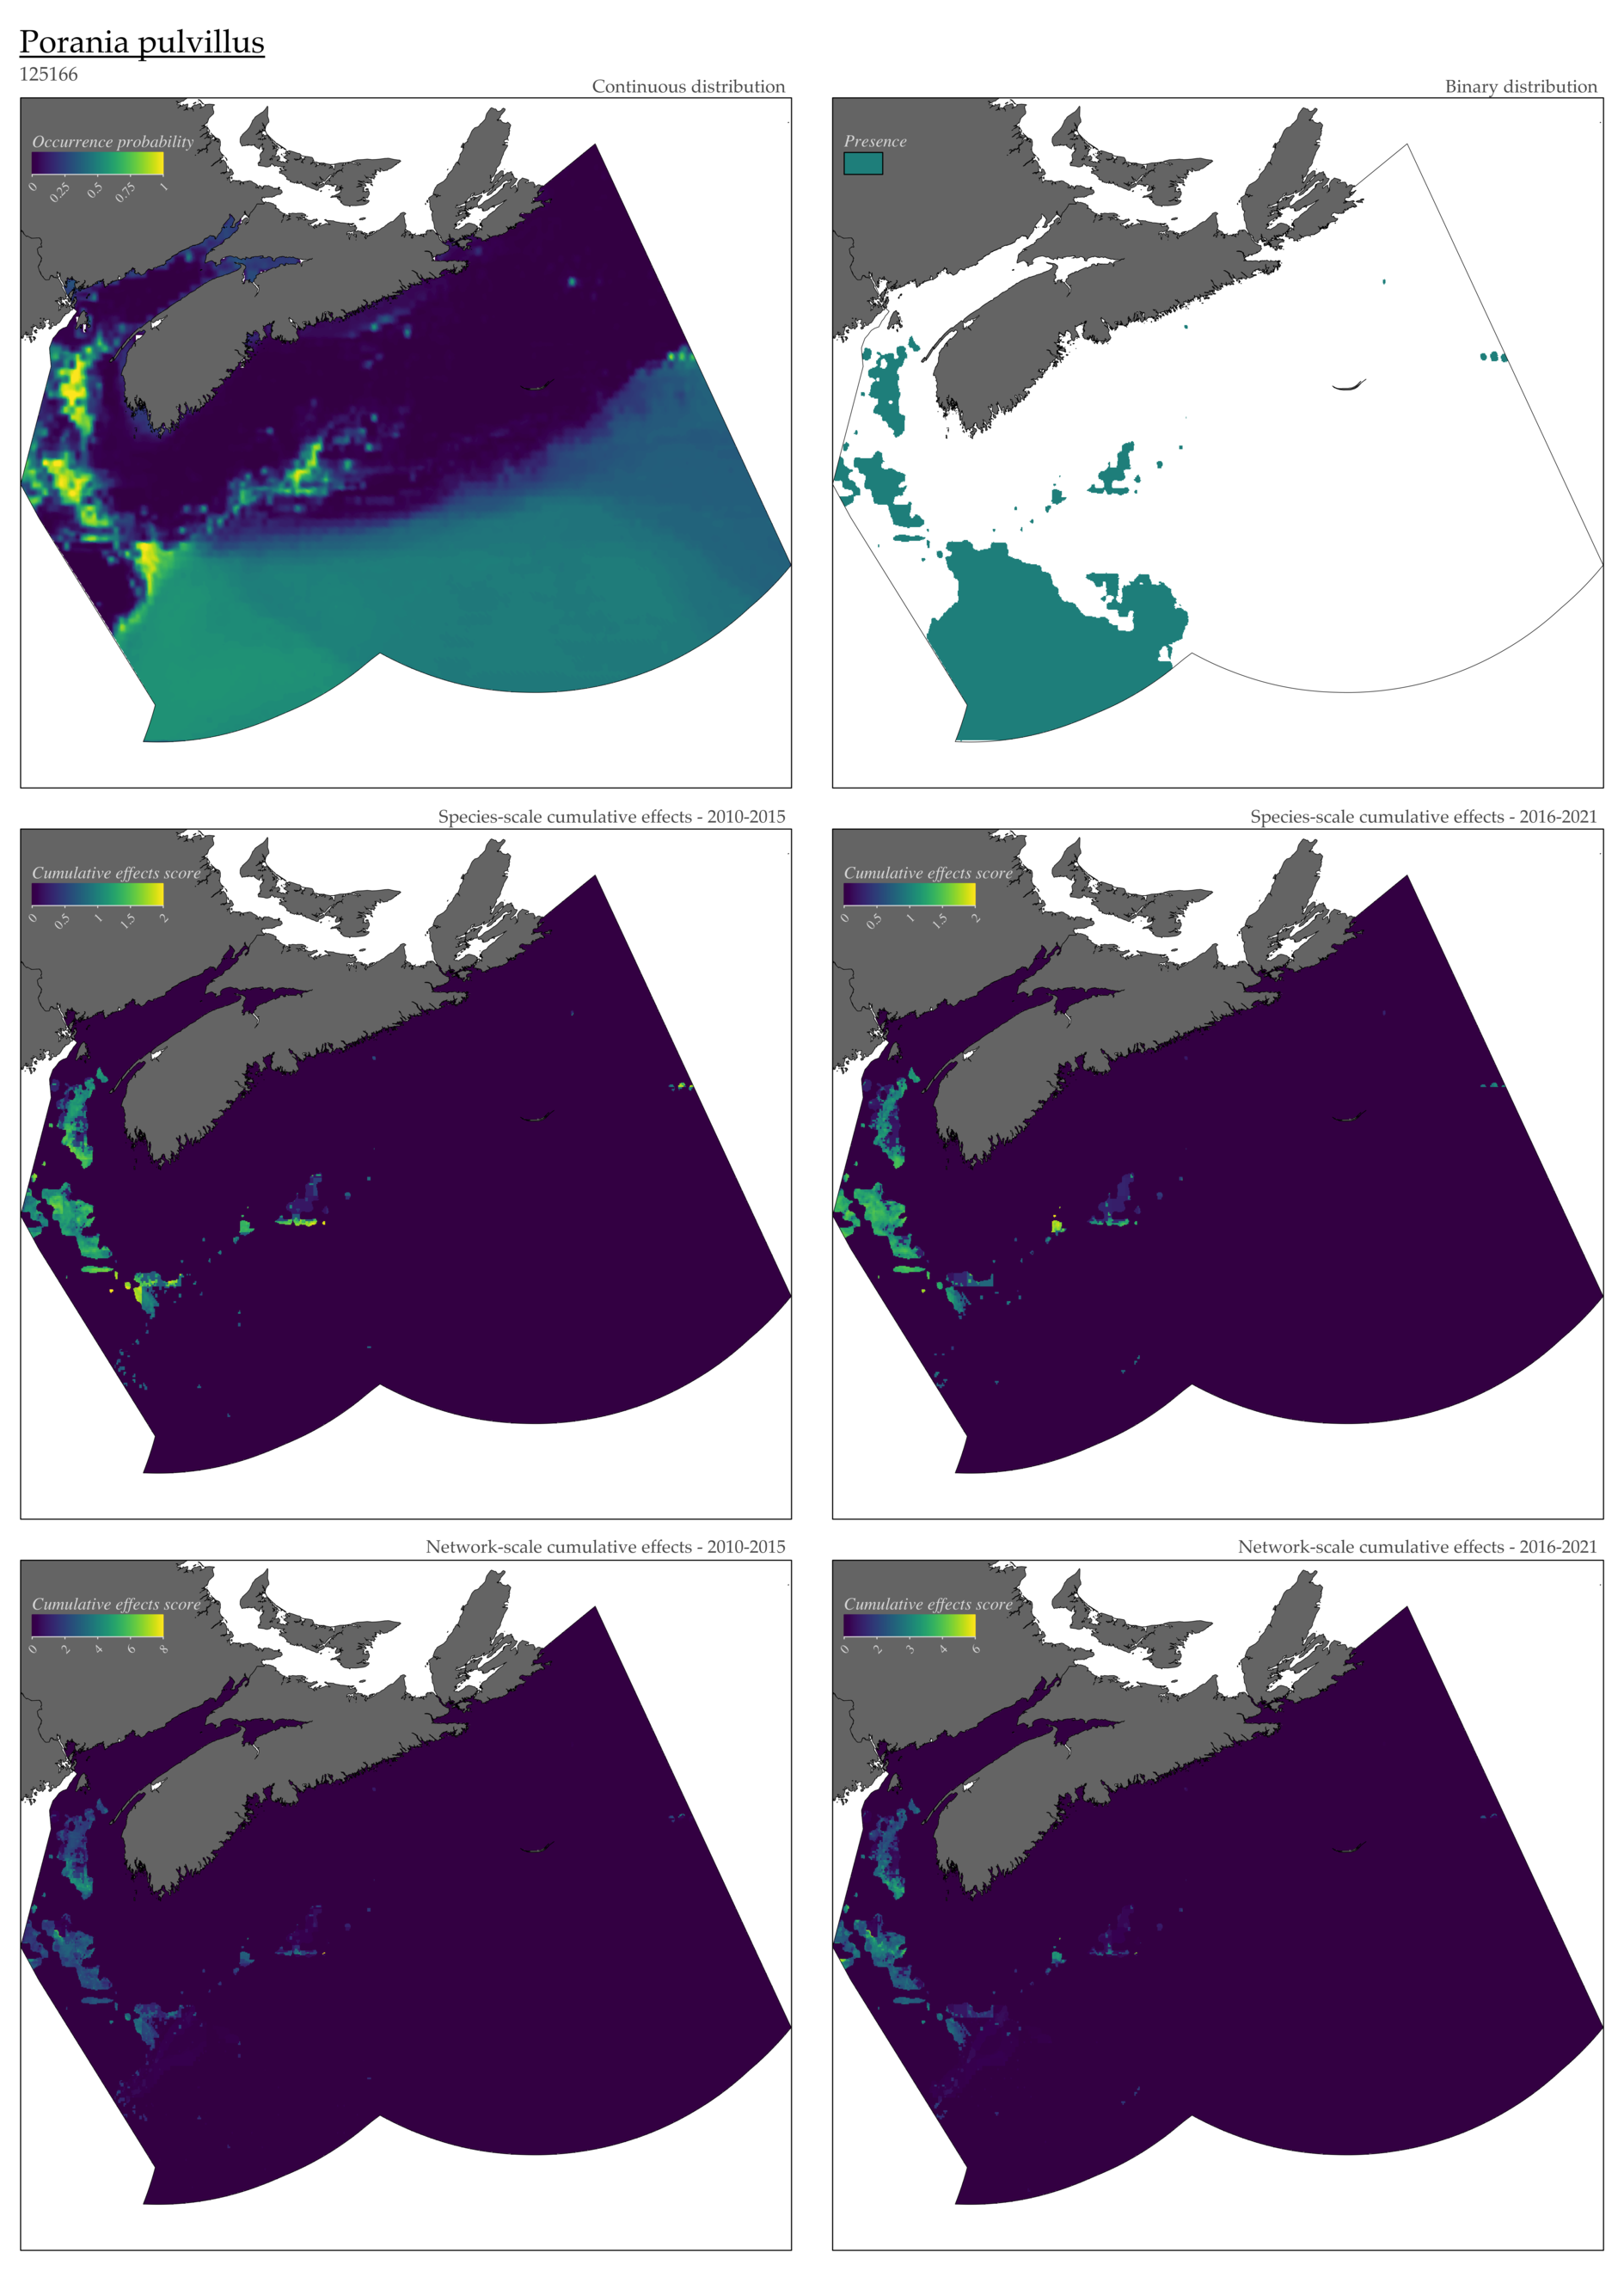 Porania pulvillus
125166
Continuous distribution
Occurrence probability
0 0.25 0.5 0.75 1
Binary distribution
Presence
Species-scale cumulative effects - 2010-2015
Cumulative effects score
0 0.5 1 1.5 2
Species-scale cumulative effects - 2016-2021
Cumulative effects score
0 0.5 1 1.5 2
Network-scale cumulative effects - 2010-2015
Cumulative effects score
0 2 4 6 8
Network-scale cumulative effects - 2016-2021
Cumulative effects score
0 2 3 4 6